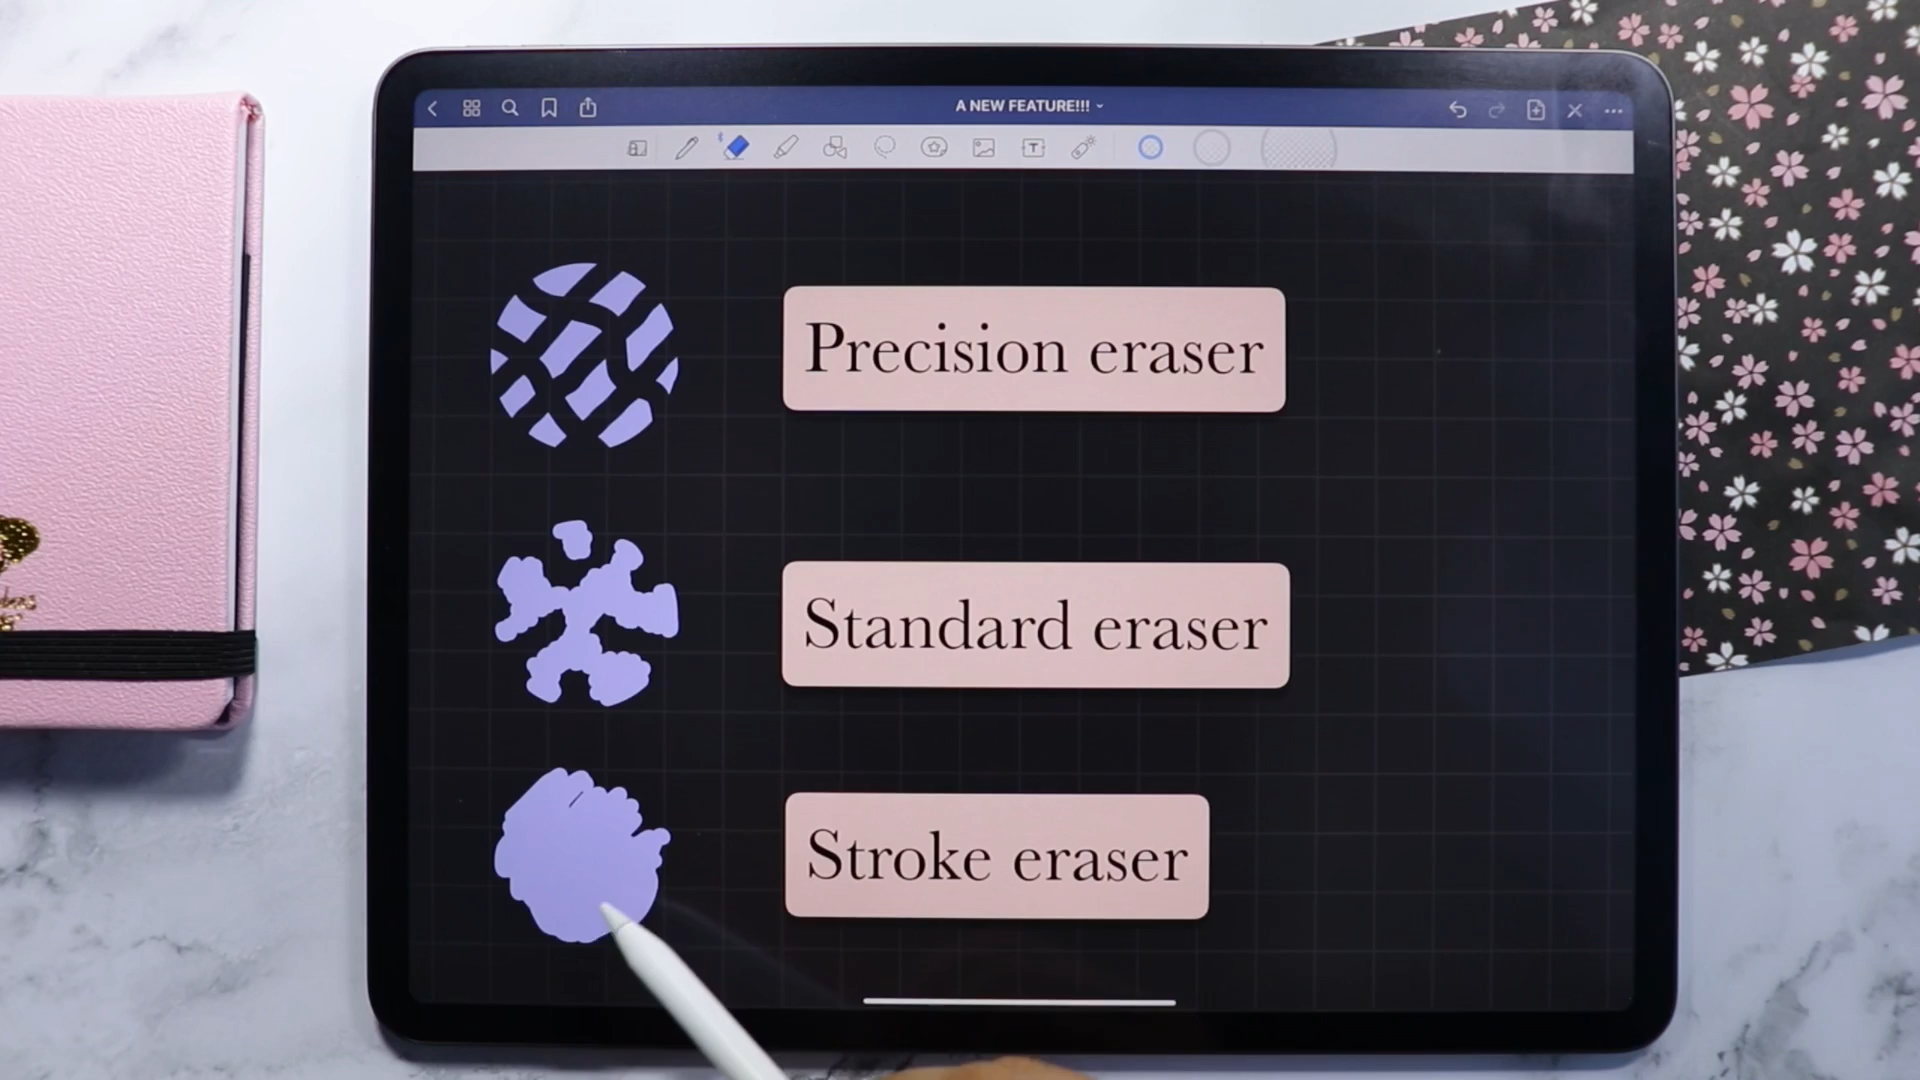 A NEW FEATURE!!!
T
Precision eraser
Standard eraser
Stroke eraser